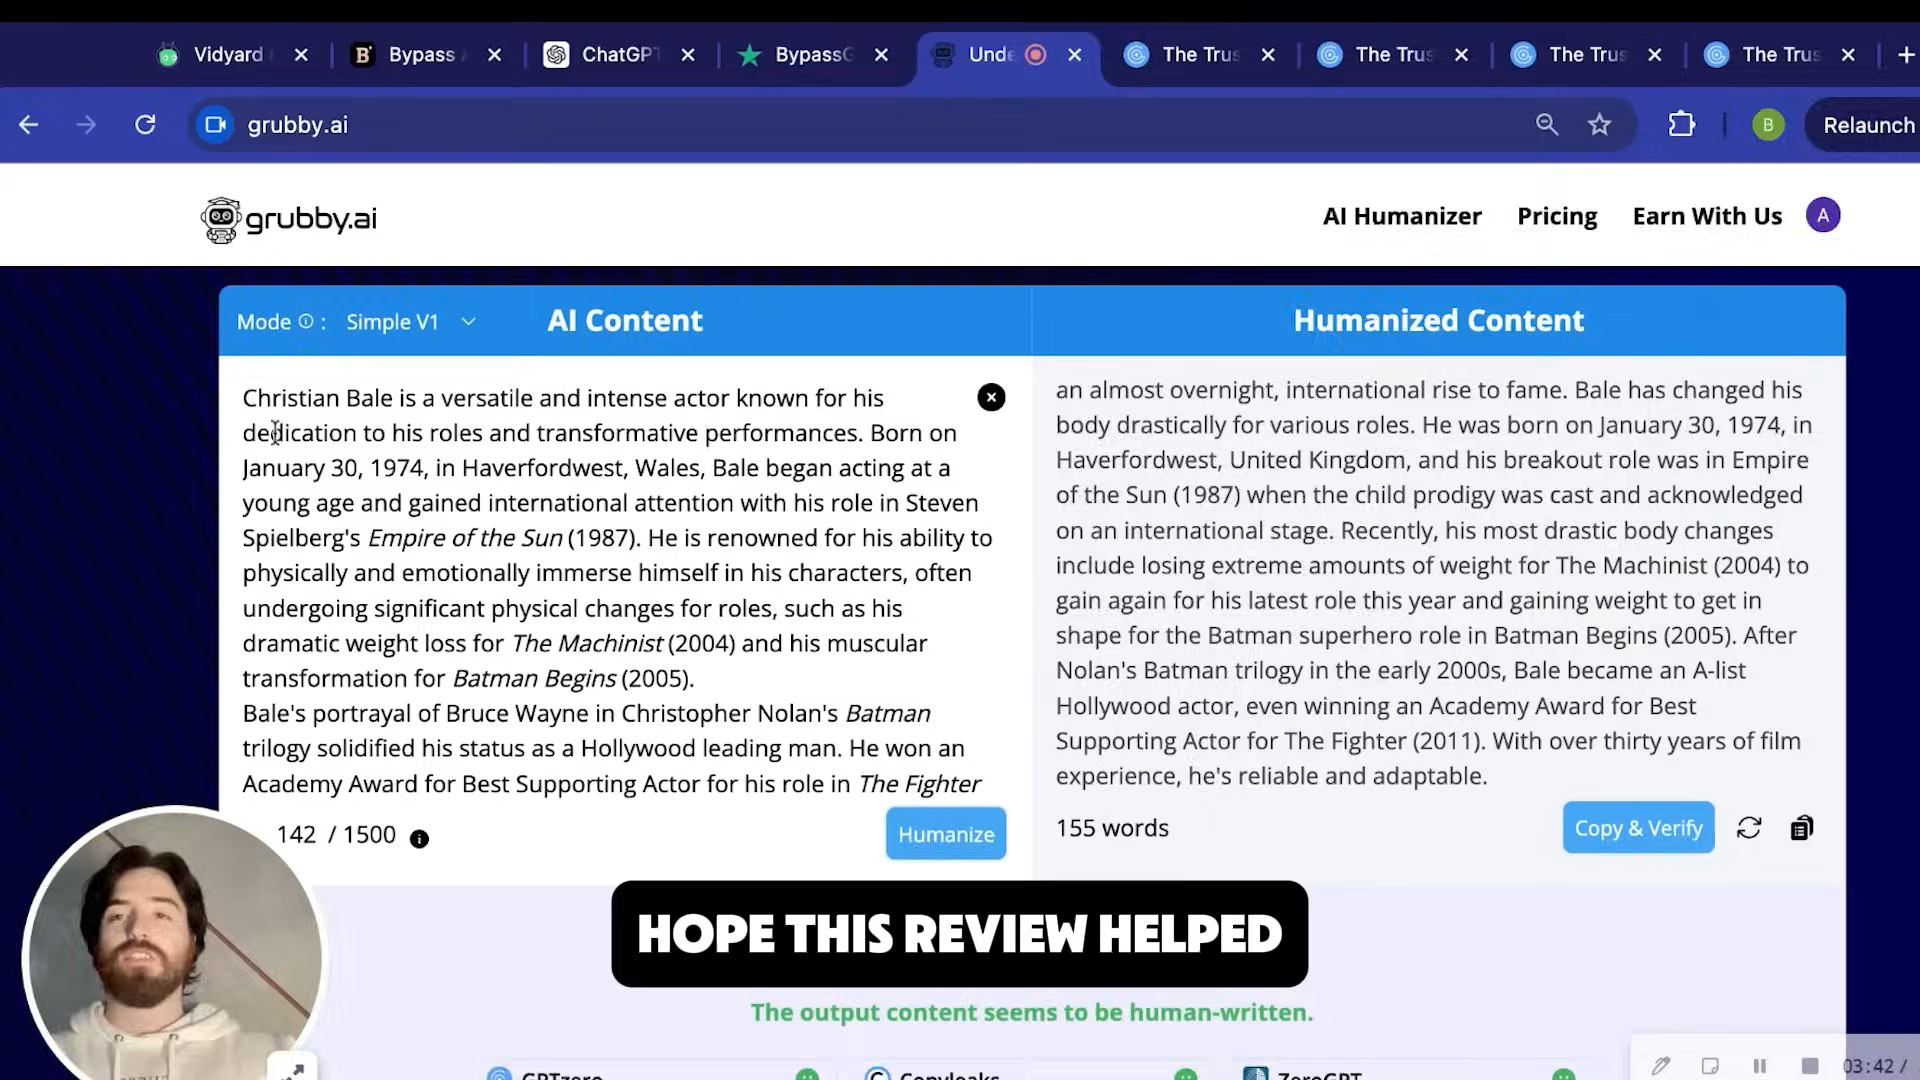 Vidyard
Bypass
ChatGPT
BypassG
Unde
The Trus
The Trus
The Trus
The Trus
grubby.ai
B
Relaunch
grubby.ai
AI Humanizer
Pricing
Earn With Us
A
Mode : Simple V1
AI Content
Humanized Content
Christian Bale is a versatile and intense actor known for his
dedication to his roles and transformative performances. Born on
January 30, 1974, in Haverfordwest, Wales, Bale began acting at a
young age and gained international attention with his role in Steven
Spielberg's Empire of the Sun (1987). He is renowned for his ability to
physically and emotionally immerse himself in his characters, often
undergoing significant physical changes for roles, such as his
dramatic weight loss for The Machinist (2004) and his muscular
transformation for Batman Begins (2005).
Bale's portrayal of Bruce Wayne in Christopher Nolan's Batman
trilogy solidified his status as a Hollywood leading man. He won an
Academy Award for Best Supporting Actor for his role in The Fighter
142 / 1500
Humanize
an almost overnight, international rise to fame. Bale has changed his
body drastically for various roles. He was born on January 30, 1974, in
Haverfordwest, United Kingdom, and his breakout role was in Empire
of the Sun (1987) when the child prodigy was cast and acknowledged
on an international stage. Recently, his most drastic body changes
include losing extreme amounts of weight for The Machinist (2004) to
gain again for his latest role this year and gaining weight to get in
shape for the Batman superhero role in Batman Begins (2005). After
Nolan's Batman trilogy in the early 2000s, Bale became an A-list
Hollywood actor, even winning an Academy Award for Best
Supporting Actor for The Fighter (2011). With over thirty years of film
experience, he's reliable and adaptable.
155 words
Copy & Verify
HOPE THIS REVIEW HELPED
The output content seems to be human-written.
GPTzero
Copyleaks
ZeroGPT
03:42 /